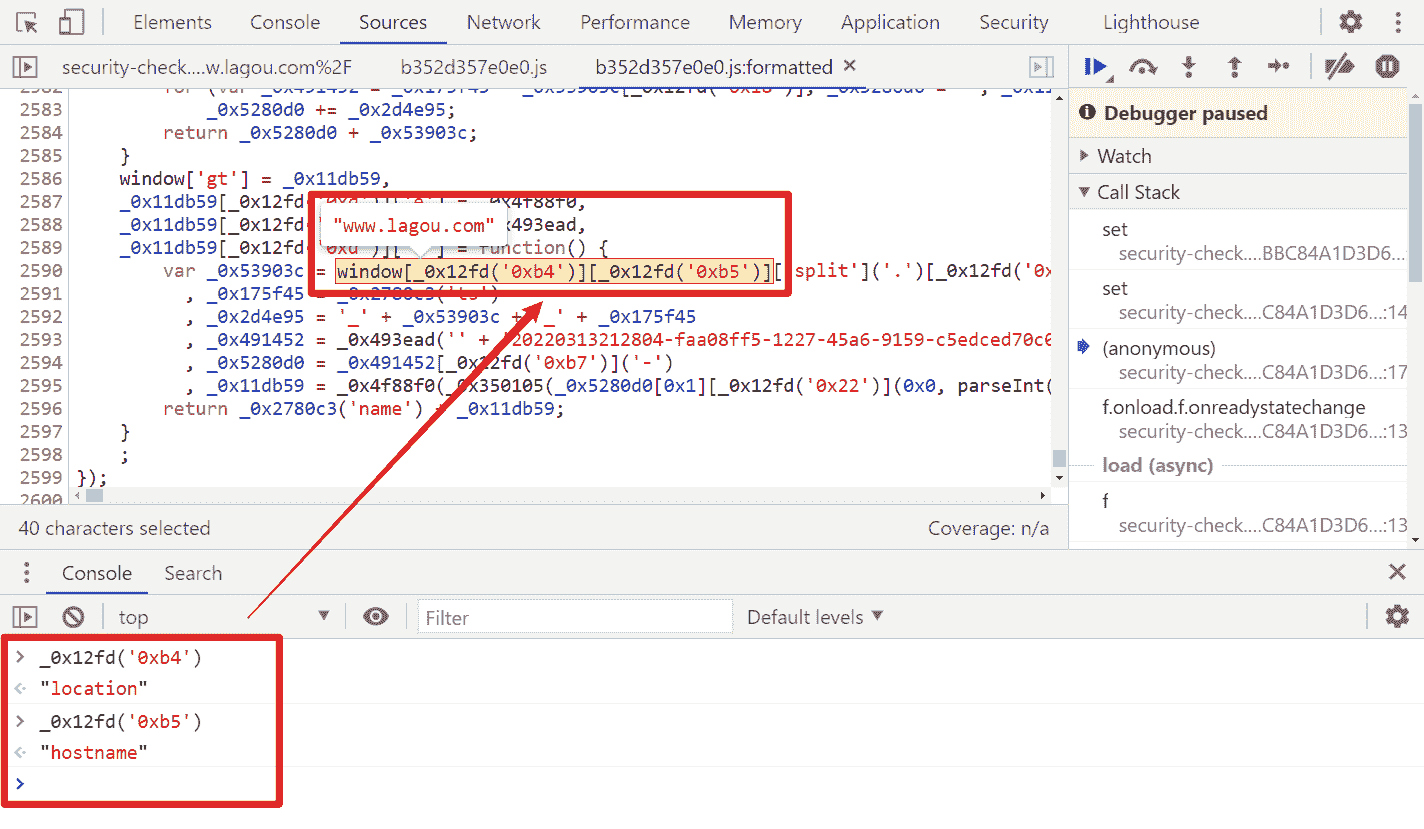 Elements Console Sources Network Performance Memory Application Security Lighthouse
security-check....w.lagou.com%2F b352d357e0e0.js b352d357e0e0.js:formatted
2583 _0x5280d0 += _0x2d4e95;
2584 return _0x5280d0 + _0x53903c;
2585 }
2586 window['gt'] = _0x11db59,
2587 _0x11db59[_0x12fd( = _0x4f88f0,
2588 _0x11db59[_0x12fd( "www.lagou.com" x493ead,
2589 _0x11db59[_0x12fd('0xd')][ ] = function() {
2590 var _0x53903c = window[_0x12fd('0xb4')][_0x12fd('0xb5')]['split']('.')[_0x12fd('0x
2591 , _0x175f45 = _0x2780c3('ts')
2592 , _0x2d4e95 = '_' + _0x53903c + '_' + _0x175f45
2593 , _0x491452 = _0x493ead('' + '20220313212804-faa08ff5-1227-45a6-9159-c5edced70c0
2594 , _0x5280d0 = _0x491452[_0x12fd('0xb7')]('-')
2595 , _0x11db59 = _0x4f88f0(_0x350105(_0x5280d0[0x1][_0x12fd('0x22')](0x0, parseInt(
2596 return _0x2780c3('name') + _0x11db59;
2597 }
2598 ;
2599 });
2600
40 characters selected Coverage: n/a
Debugger paused
Watch
Call Stack
set
security-check....BBC84A1D3D6...:
set
security-check....C84A1D3D6...:14
(anonymous)
security-check....C84A1D3D6...:17
f.onload.f.onreadystatechange
security-check....C84A1D3D6...:13
load (async)
f
security-check....C84A1D3D6...:13
Console Search
top Filter Default levels
> _0x12fd('0xb4')
"location"
> _0x12fd('0xb5')
"hostname"
>